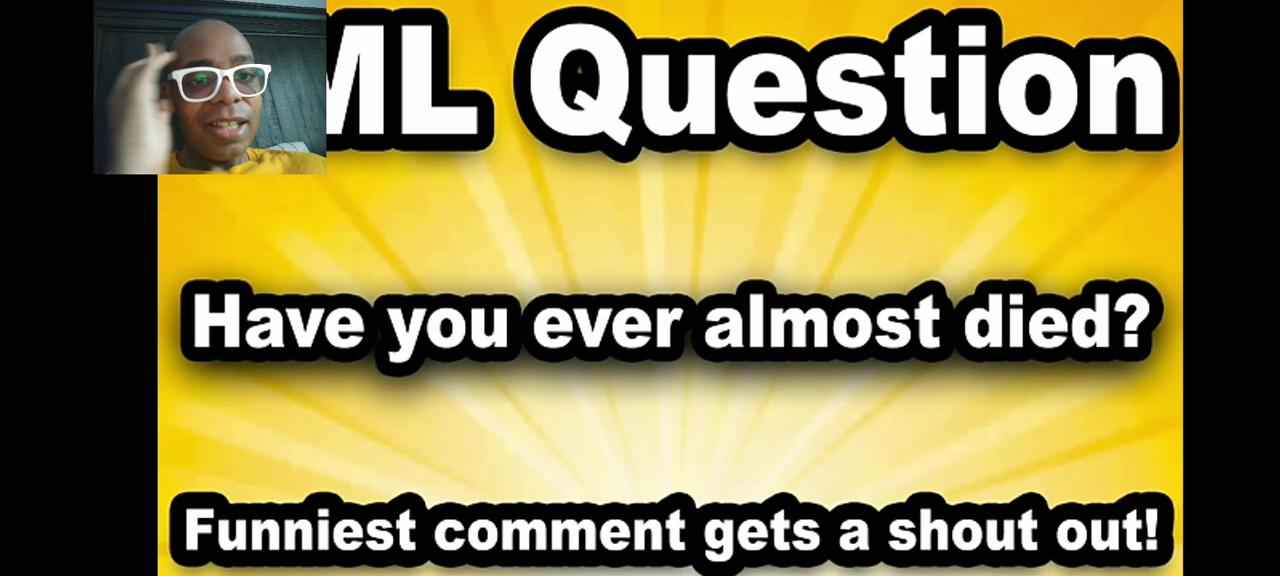 ML Question
Have you ever almost died?
Funniest comment gets a shout out!